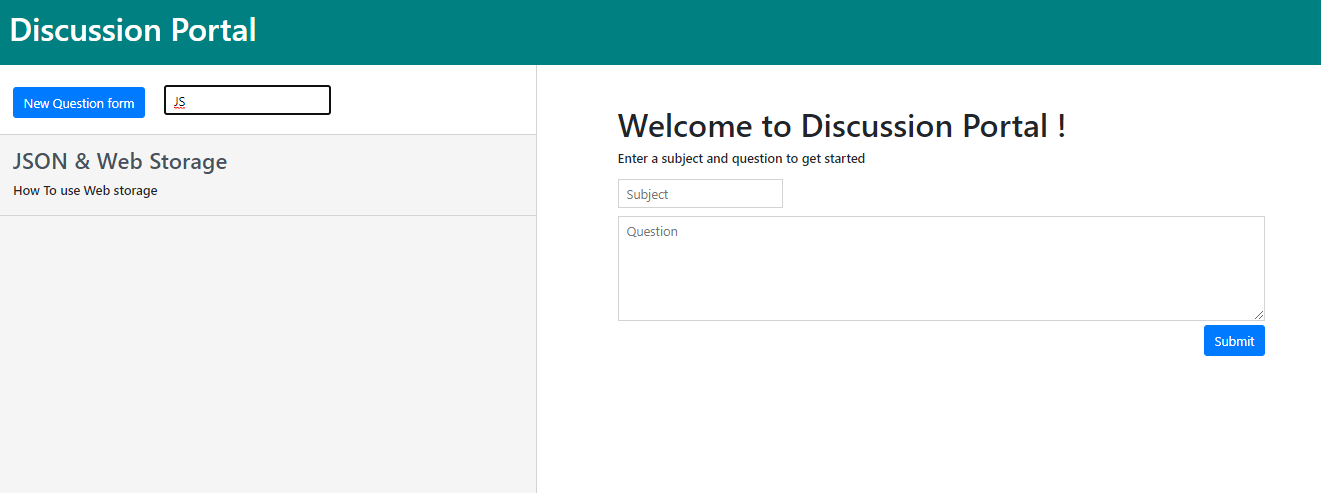 Discussion Portal
New Question form
JS
JSON & Web Storage
How To use Web storage
Welcome to Discussion Portal !
Enter a subject and question to get started
Subject
Question
Submit